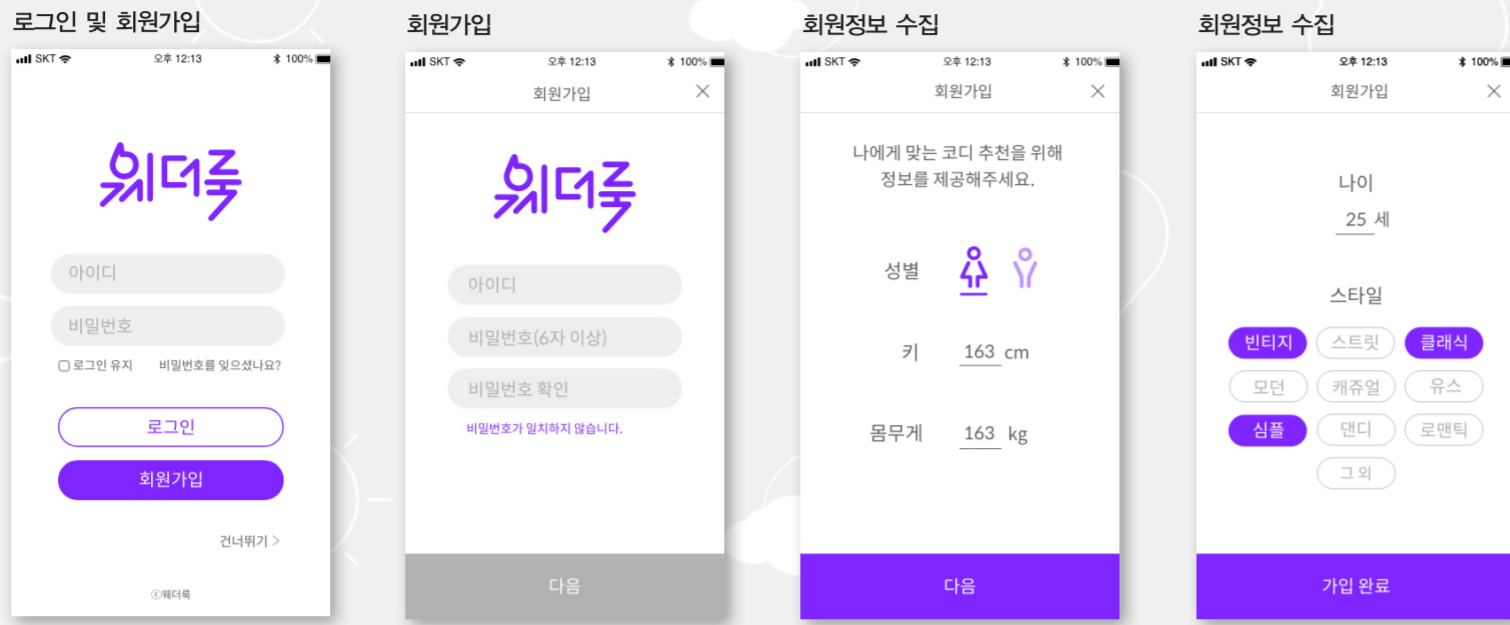 로그인 및 회원가입
SKT 오후 12:13 100%
웨더룩
아이디
비밀번호
로그인 유지 비밀번호를 잊으셨나요?
로그인
회원가입
건너뛰기 >
ⓒ웨더룩
회원가입
SKT 오후 12:13 100%
회원가입
웨더룩
아이디
비밀번호(6자 이상)
비밀번호 확인
비밀번호가 일치하지 않습니다.
다음
회원정보 수집
SKT 오후 12:13 100%
회원가입
나에게 맞는 코디 추천을 위해
정보를 제공해주세요.
성별
키 163 cm
몸무게 163 kg
다음
회원정보 수집
SKT 오후 12:13 100%
회원가입
나이
25 세
스타일
빈티지 스트릿 클래식
모던 캐쥬얼 유스
심플 댄디 로맨틱
그 외
가입 완료